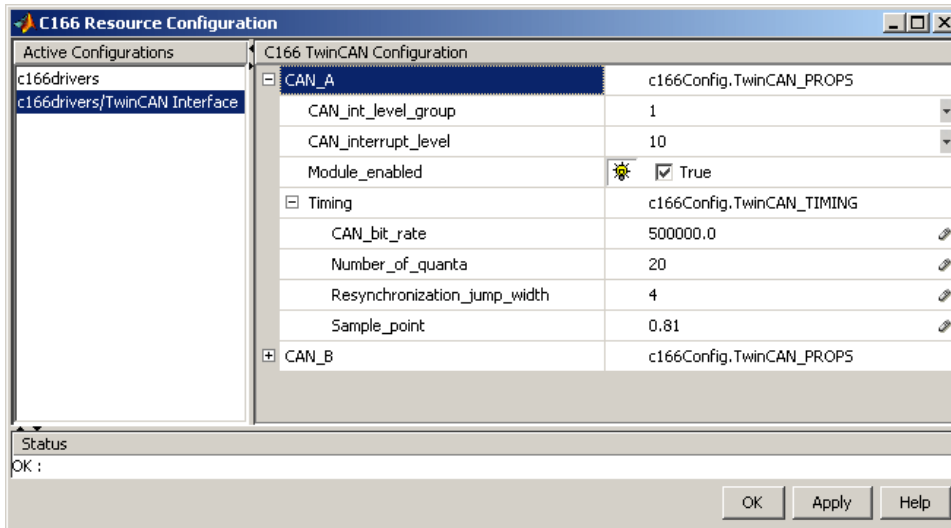 C166 Resource Configuration
Active Configurations
C166 TwinCAN Configuration
c166drivers
c166drivers/TwinCAN Interface
CAN_A c166Config.TwinCAN_PROPS
CAN_int_level_group 1
CAN_interrupt_level 10
Module_enabled True
Timing c166Config.TwinCAN_TIMING
CAN_bit_rate 500000.0
Number_of_quanta 20
Resynchronization_jump_width 4
Sample_point 0.81
CAN_B c166Config.TwinCAN_PROPS
Status
OK :
OK Apply Help